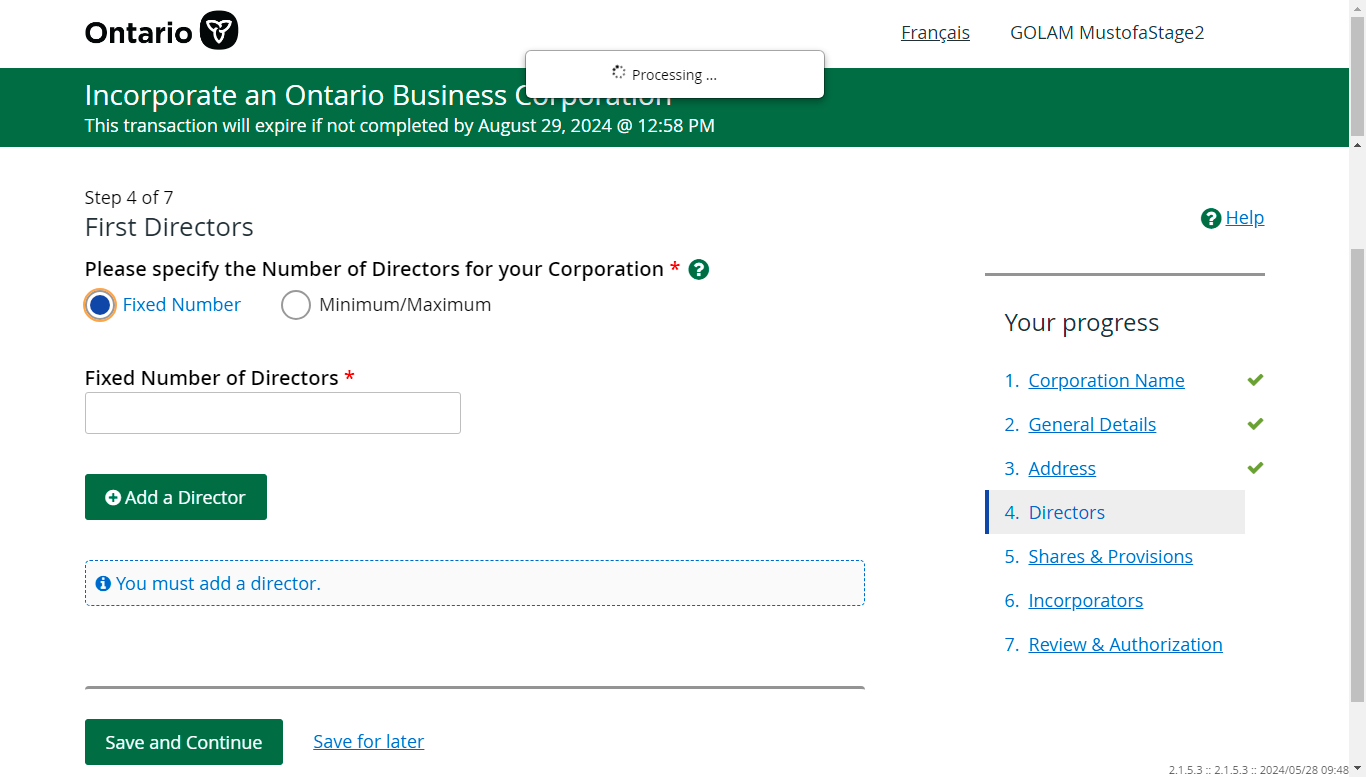 Ontario
Français
GOLAM MustofaStage2
Processing ...
Incorporate an Ontario Business Corporation
This transaction will expire if not completed by August 29, 2024 @ 12:58 PM
Step 4 of 7
First Directors
? Help
Please specify the Number of Directors for your Corporation * ?
Fixed Number
Minimum/Maximum
Fixed Number of Directors *
Add a Director
You must add a director.
Save and Continue
Save for later
Your progress
1. Corporation Name
2. General Details
3. Address
4. Directors
5. Shares & Provisions
6. Incorporators
7. Review & Authorization
2.1.5.3 :: 2.1.5.3 :: 2024/05/28 09:48